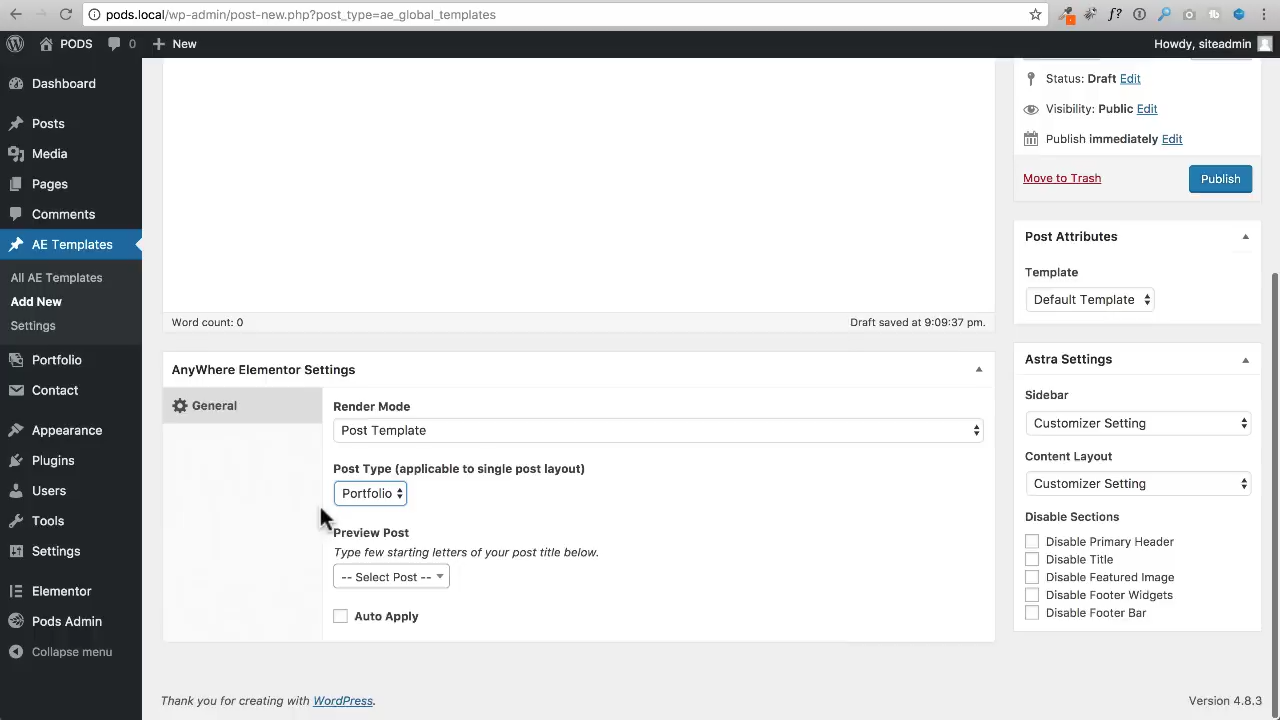 pods.local/wp-admin/post-new.php?post_type=ae_global_templates
PODS
0
New
Howdy, siteadmin
Dashboard
Posts
Media
Pages
Comments
AE Templates
All AE Templates
Add New
Settings
Portfolio
Contact
Appearance
Plugins
Users
Tools
Settings
Elementor
Pods Admin
Collapse menu
Word count: 0
Draft saved at 9:09:37 pm.
AnyWhere Elementor Settings
General
Render Mode
Post Template
Post Type (applicable to single post layout)
Portfolio
Preview Post
Type few starting letters of your post title below.
-- Select Post --
Auto Apply
Status: Draft Edit
Visibility: Public Edit
Publish immediately Edit
Move to Trash
Publish
Post Attributes
Template
Default Template
Astra Settings
Sidebar
Customizer Setting
Content Layout
Customizer Setting
Disable Sections
Disable Primary Header
Disable Title
Disable Featured Image
Disable Footer Widgets
Disable Footer Bar
Thank you for creating with WordPress.
Version 4.8.3